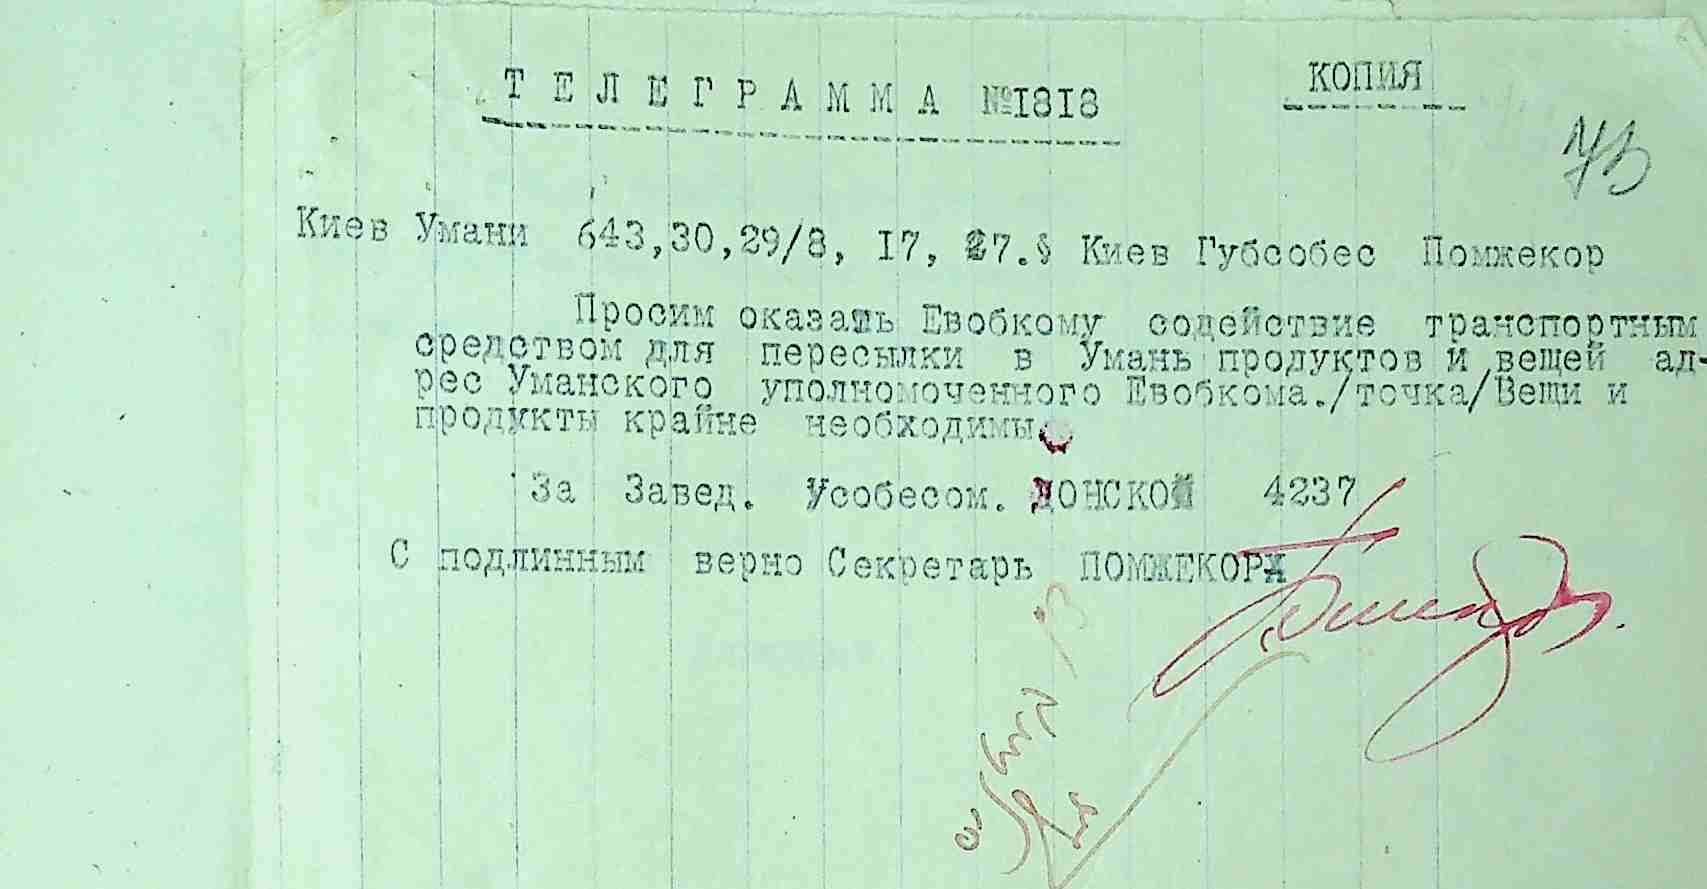 ТЕЛЕГРАММА №1818
КОПИЯ
Киев Умани 643,30,29/8, 17, 27. Киев Губсобес Помжекор
Просим оказать Евобкому содействие транспортным
средством для пересылки в Умань продуктов и вещей ад-
рес Уманского уполномоченного Евобкома./точка/Вещи и
продукты крайне необходимы.
За Завед. Усобесом. ДОНСКОЙ 4237
С подлинным верно Секретарь ПОМЖЕКОР